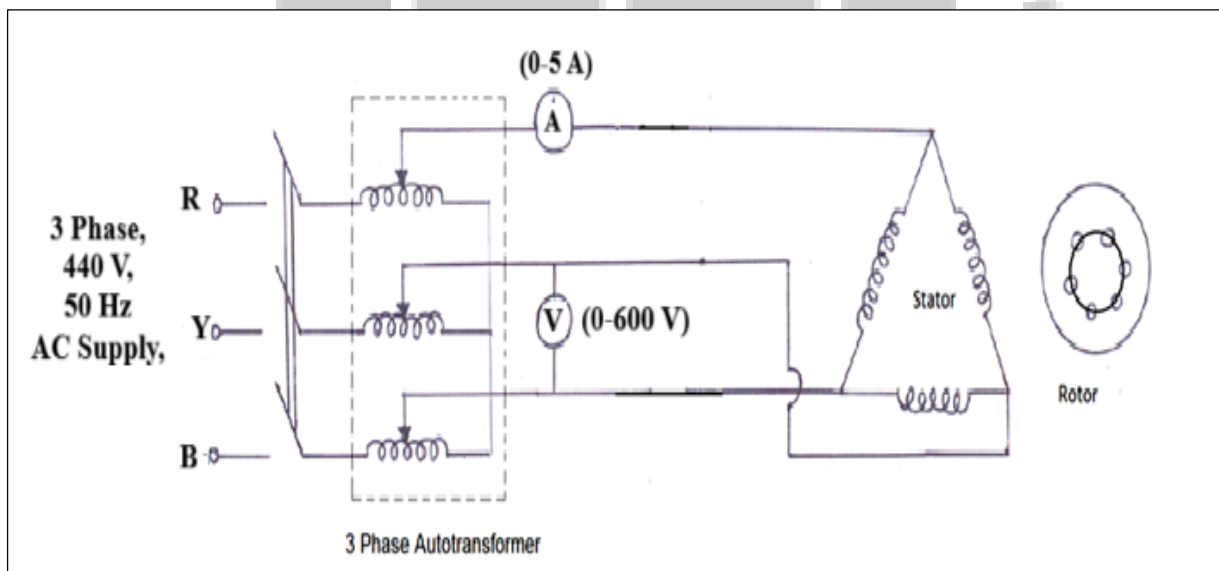 (0-5 A)
A
R
3 Phase,
440 V,
50 Hz
AC Supply,
Y
V
(0-600 V)
Stator
Rotor
B
3 Phase Autotransformer